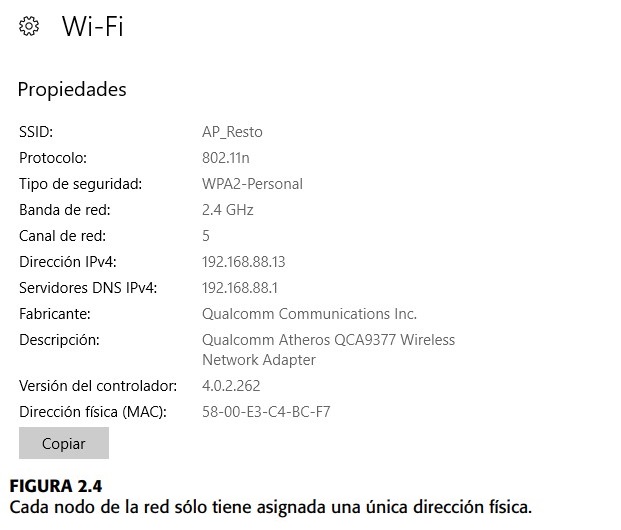 Wi-Fi
Propiedades
SSID: AP_Resto
Protocolo: 802.11n
Tipo de seguridad: WPA2-Personal
Banda de red: 2.4 GHz
Canal de red: 5
Dirección IPv4: 192.168.88.13
Servidores DNS IPv4: 192.168.88.1
Fabricante: Qualcomm Communications Inc.
Descripción: Qualcomm Atheros QCA9377 Wireless
Network Adapter
Versión del controlador: 4.0.2.262
Dirección física (MAC): 58-00-E3-C4-BC-F7
Copiar
FIGURA 2.4
Cada nodo de la red sólo tiene asignada una única dirección física.